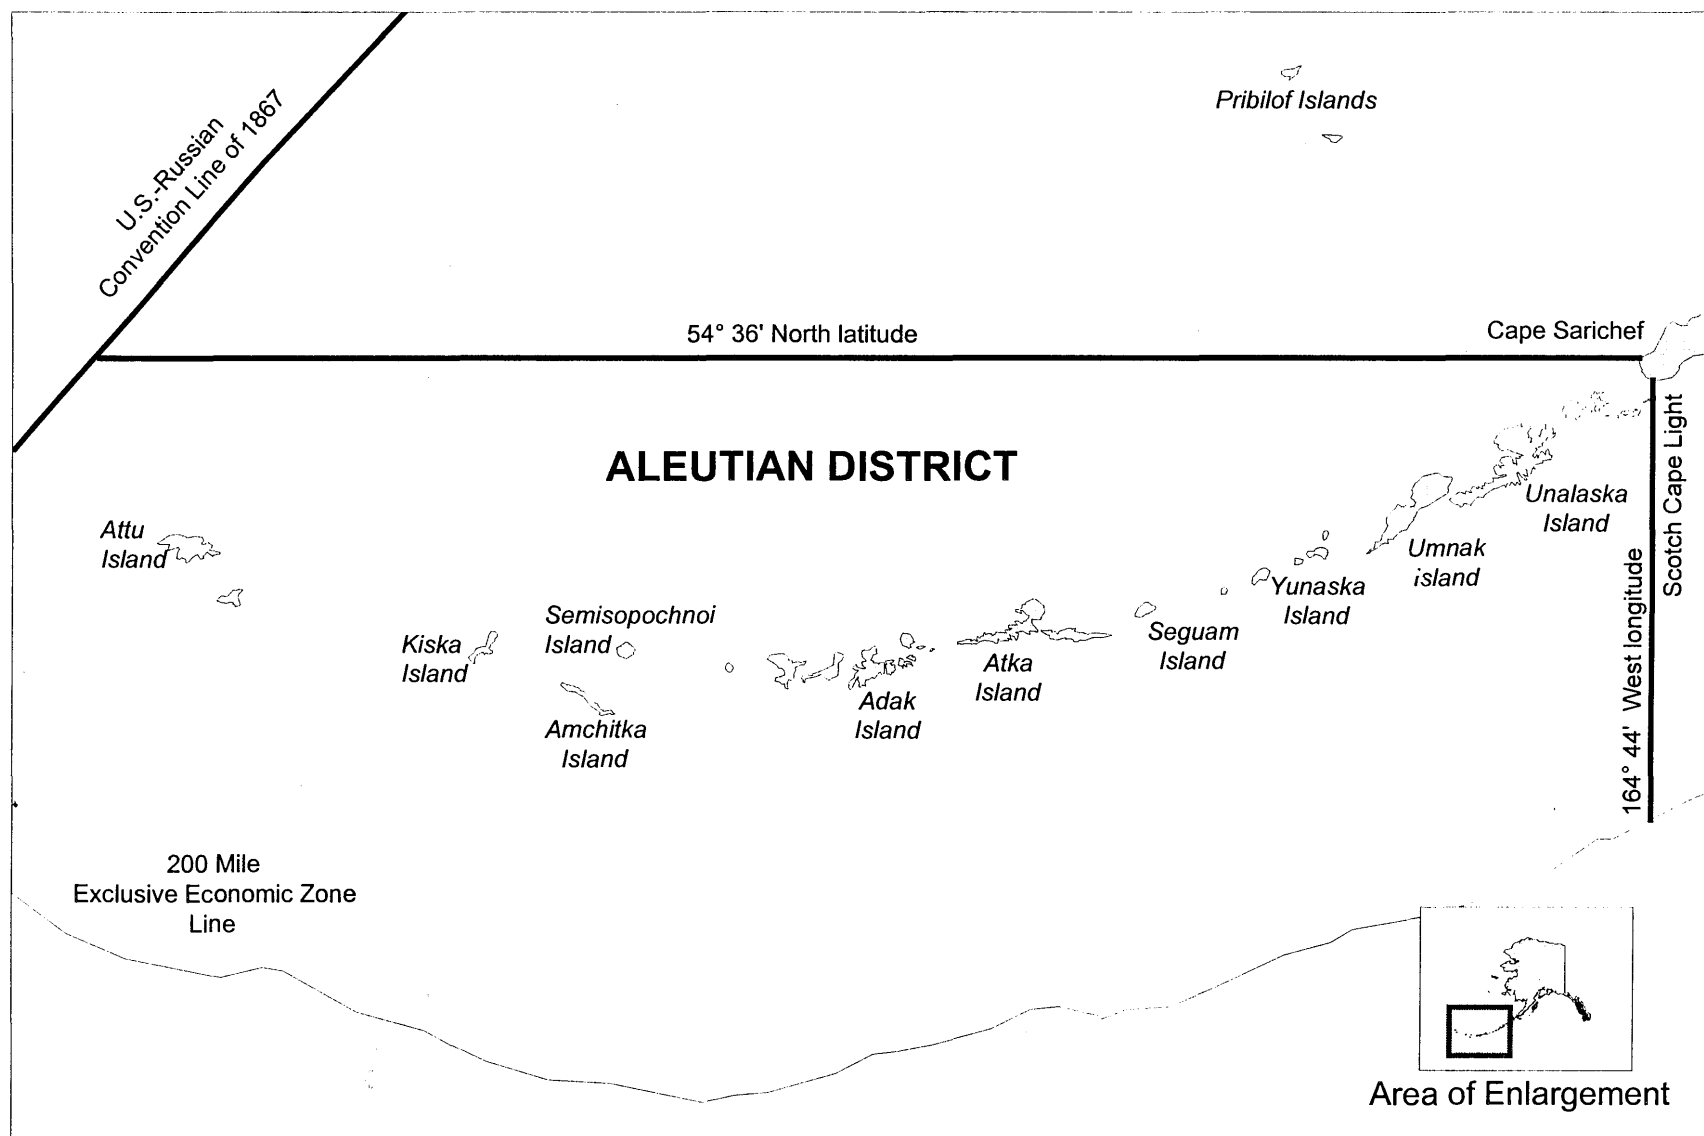 Pribilof Islands
U.S.-Russian
Convention Line of 1867
54° 36' North latitude
Cape Sarichef
ALEUTIAN DISTRICT
Scotch Cape Light
164° 44' West longitude
Unalaska
Island
Umnak
island
Yunaska
Island
Seguam
Island
Atka
Island
Adak
Island
Semisopochnoi
Island
Amchitka
Island
Kiska
Island
Attu
Island
200 Mile
Exclusive Economic Zone
Line
Area of Enlargement